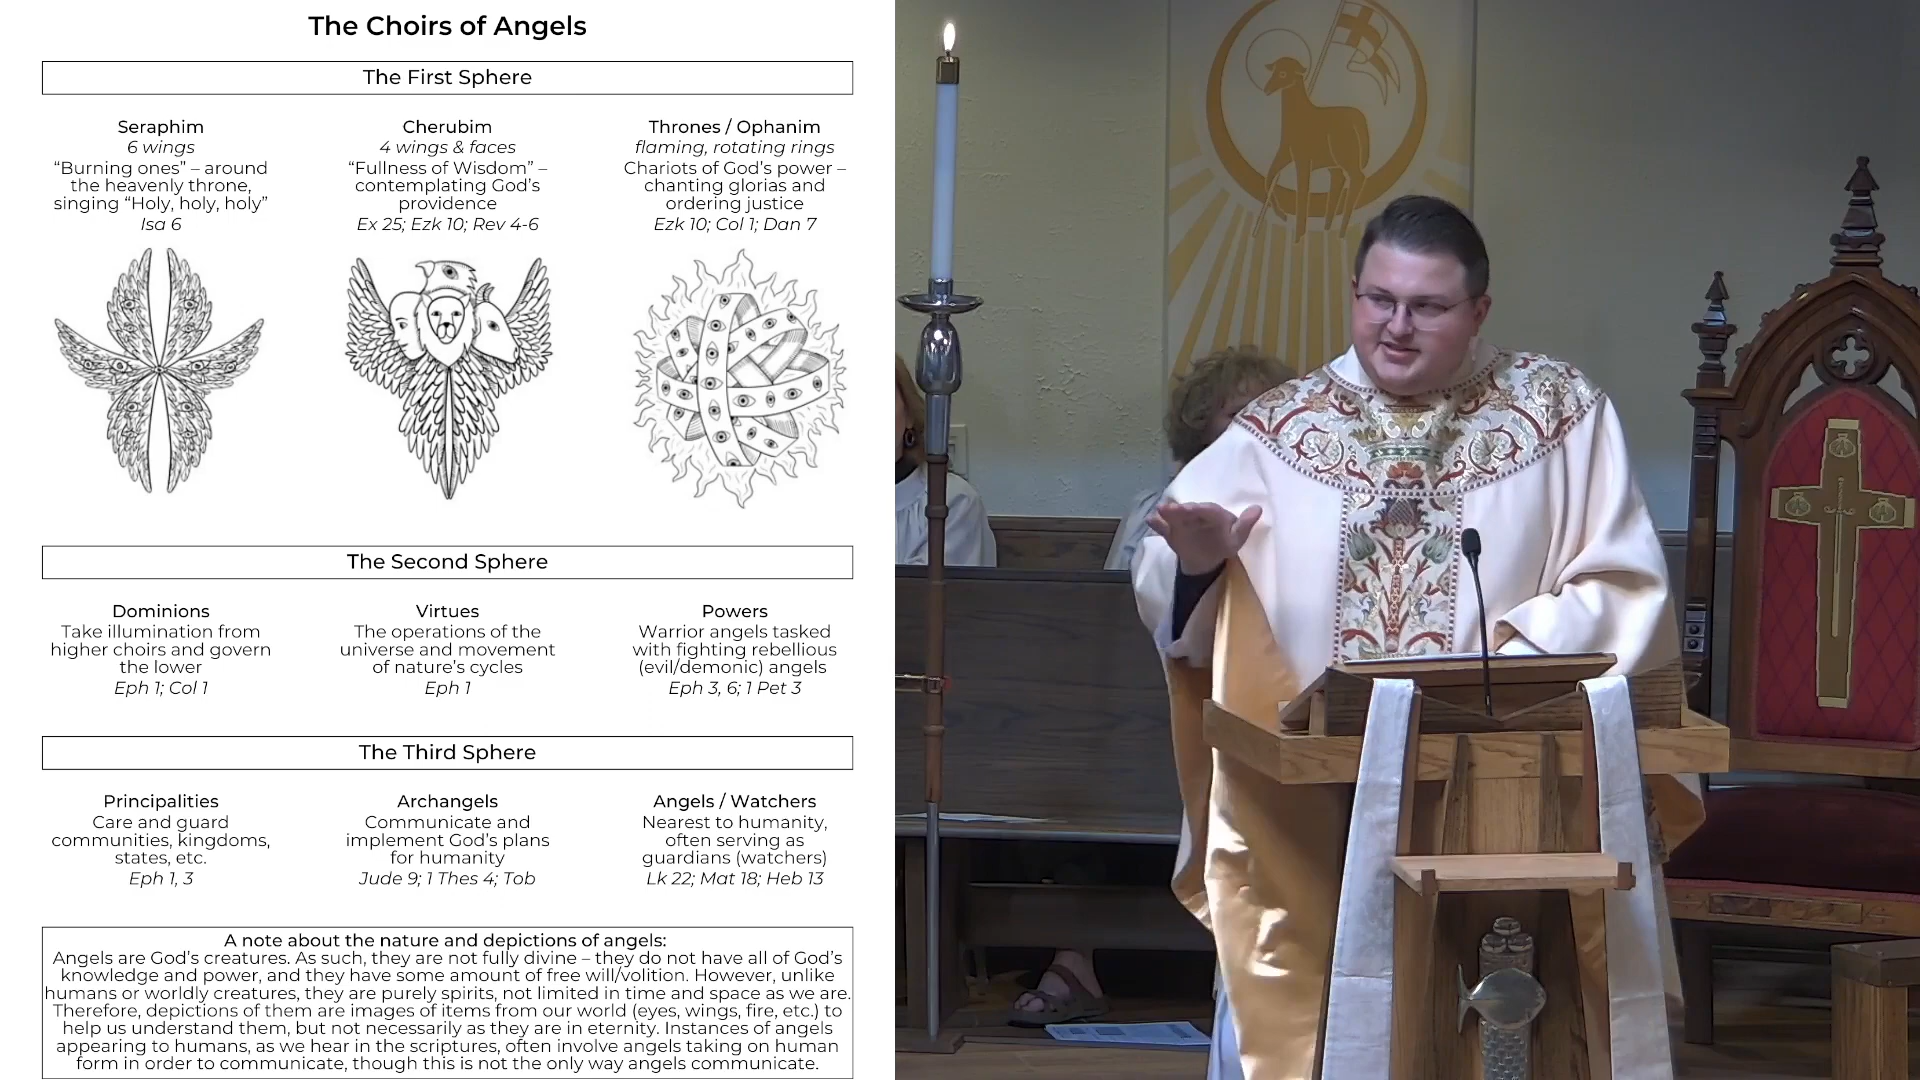 The Choirs of Angels
The First Sphere
Seraphim
6 wings
“Burning ones” – around
the heavenly throne,
singing “Holy, holy, holy”
Isa 6
Cherubim
4 wings & faces
“Fullness of Wisdom” –
contemplating God’s
providence
Ex 25; Ezk 10; Rev 4-6
Thrones / Ophanim
flaming, rotating rings
Chariots of God’s power –
chanting glorias and
ordering justice
Ezk 10; Col 1; Dan 7
The Second Sphere
Dominions
Take illumination from
higher choirs and govern
the lower
Eph 1; Col 1
Virtues
The operations of the
universe and movement
of nature’s cycles
Eph 1
Powers
Warrior angels tasked
with fighting rebellious
(evil/demonic) angels
Eph 3, 6; 1 Pet 3
The Third Sphere
Principalities
Care and guard
communities, kingdoms,
states, etc.
Eph 1, 3
Archangels
Communicate and
implement God’s plans
for humanity
Jude 9; 1 Thes 4; Tob
Angels / Watchers
Nearest to humanity,
often serving as
guardians (watchers)
Lk 22; Mat 18; Heb 13
A note about the nature and depictions of angels:
Angels are God’s creatures. As such, they are not fully divine – they do not have all of God’s
knowledge and power, and they have some amount of free will/volition. However, unlike
humans or worldly creatures, they are purely spirits, not limited in time and space as we are.
Therefore, depictions of them are images of items from our world (eyes, wings, fire, etc.) to
help us understand them, but not necessarily as they are in eternity. Instances of angels
appearing to humans, as we hear in the scriptures, often involve angels taking on human
form in order to communicate, though this is not the only way angels communicate.